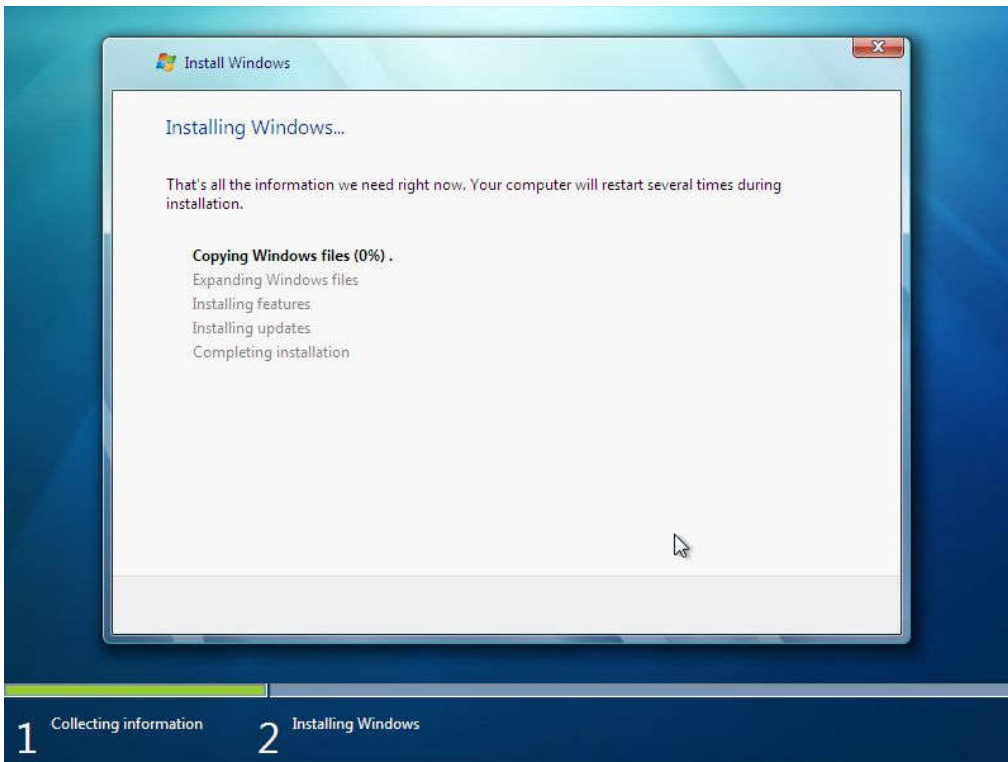 Install Windows
Installing Windows...
That's all the information we need right now. Your computer will restart several times during
installation.
Copying Windows files (0%) .
Expanding Windows files
Installing features
Installing updates
Completing installation
1 Collecting information 2 Installing Windows